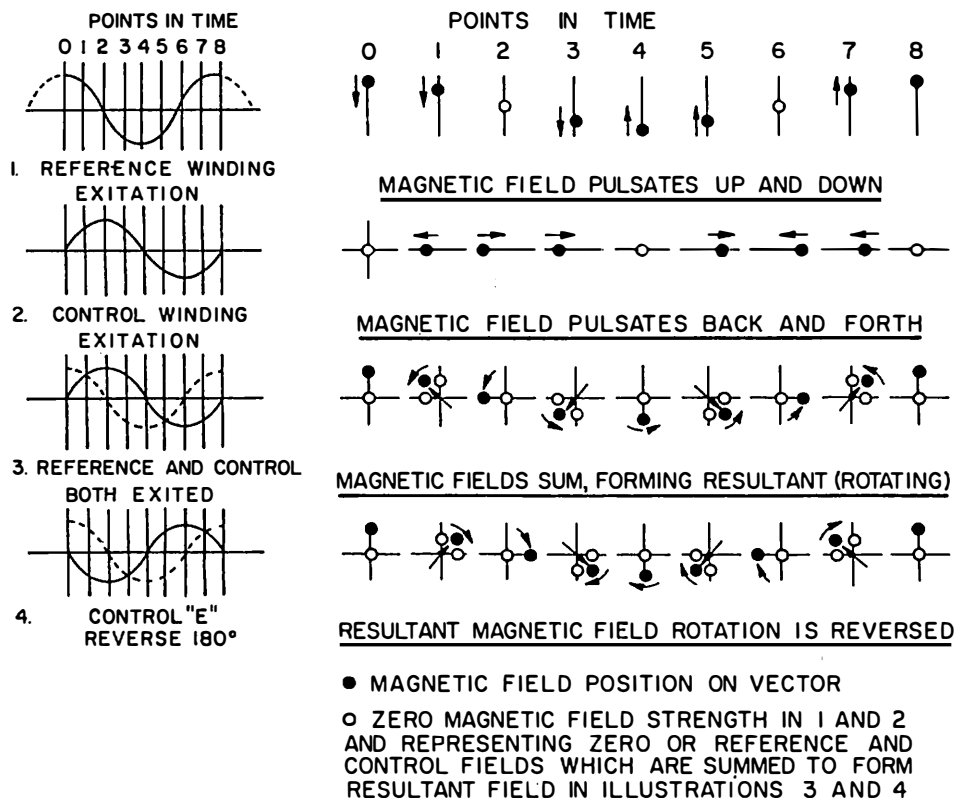 POINTS IN TIME
0 1 2 3 4 5 6 7 8
POINTS IN TIME
0 1 2 3 4 5 6 7 8
1. REFERENCE WINDING
EXITATION
MAGNETIC FIELD PULSATES UP AND DOWN
2. CONTROL WINDING
EXITATION
MAGNETIC FIELD PULSATES BACK AND FORTH
3. REFERENCE AND CONTROL
BOTH EXITED
MAGNETIC FIELDS SUM, FORMING RESULTANT (ROTATING)
4. CONTROL "E"
REVERSE 180°
RESULTANT MAGNETIC FIELD ROTATION IS REVERSED
● MAGNETIC FIELD POSITION ON VECTOR
O ZERO MAGNETIC FIELD STRENGTH IN 1 AND 2
AND REPRESENTING ZERO OR REFERENCE AND
CONTROL FIELDS WHICH ARE SUMMED TO FORM
RESULTANT FIELD IN ILLUSTRATIONS 3 AND 4